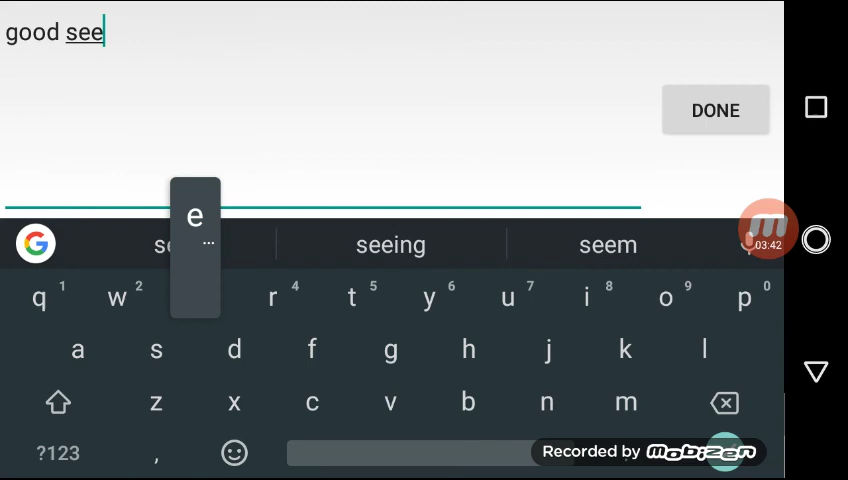 good see
DONE
e
...
seeing
seem
03:42
q 1 w 2 r 4 t 5 y 6 u 7 i 8 o 9 p 0
a s d f g h j k l
z x c v b n m
?123 ,
Recorded by mobizen